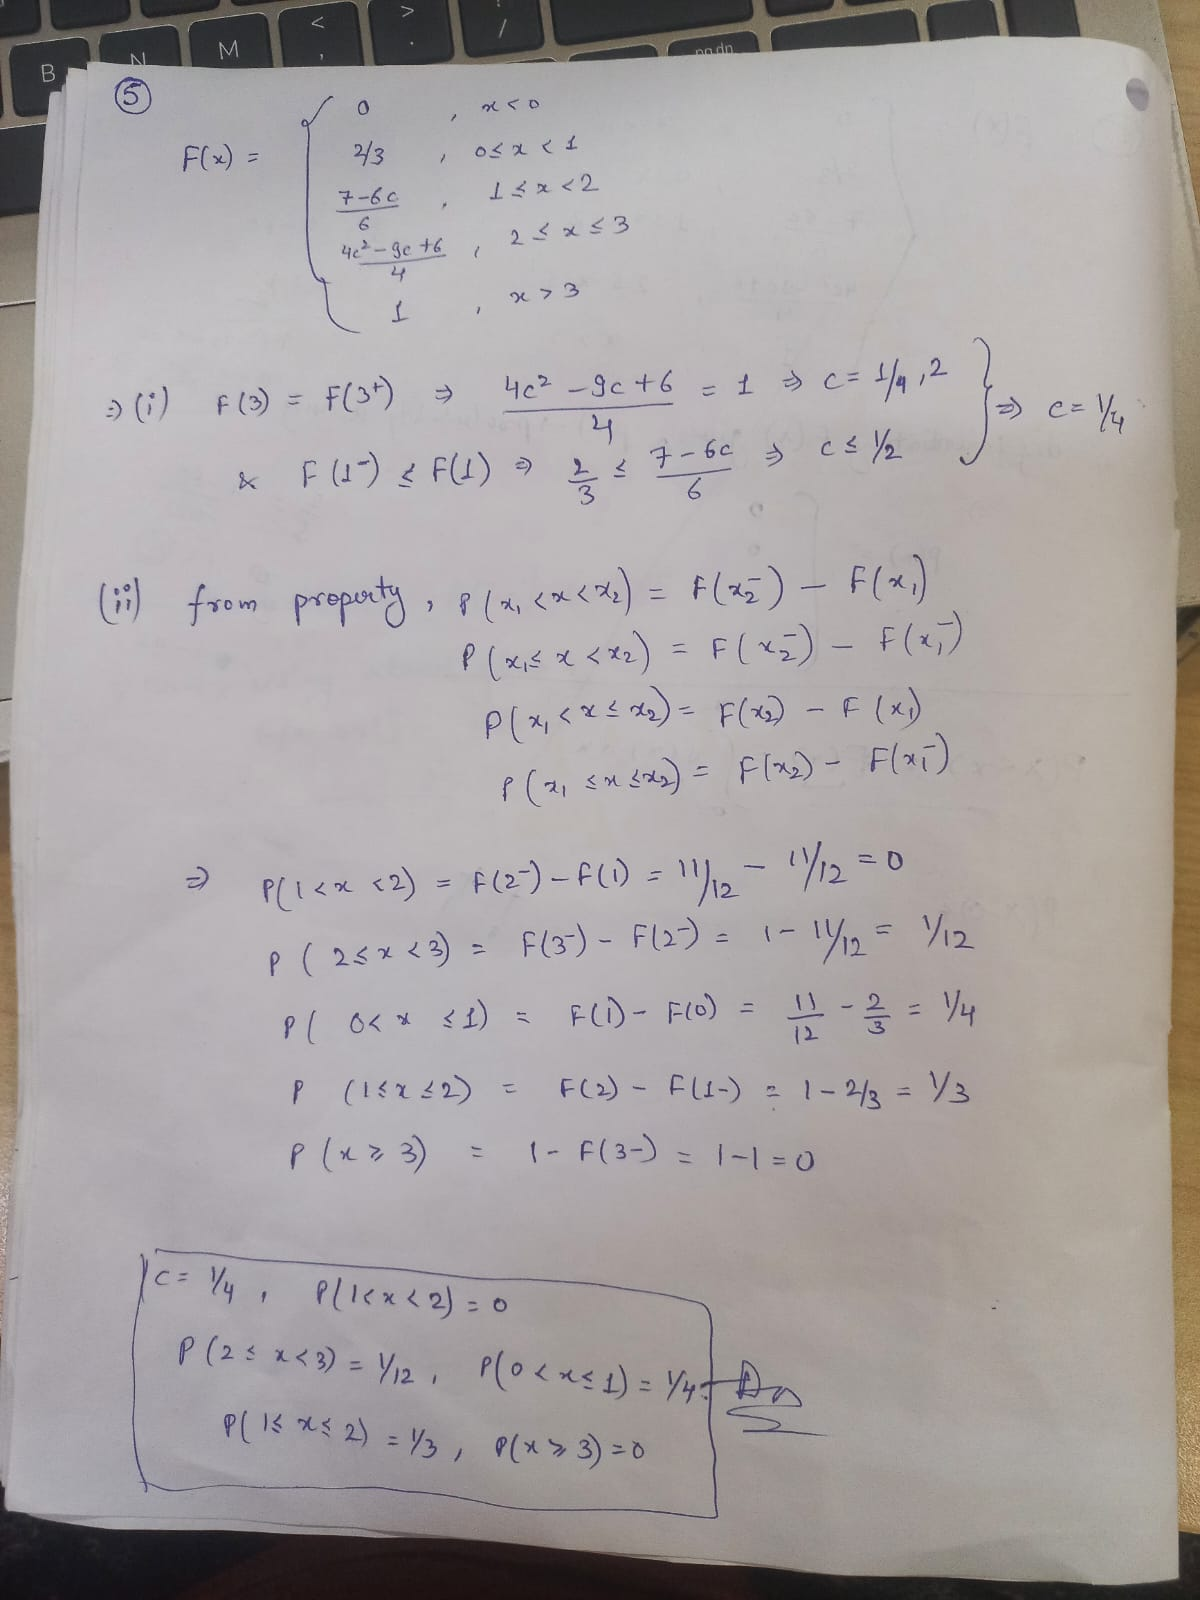 B N M < , > . ? / pg dn
⑤
F(x) = { 0 , x < 0
2/3 , 0 ≤ x < 1
(7-6c)/6 , 1 ≤ x < 2
(4c² - 9c + 6)/4 , 2 ≤ x ≤ 3
1 , x > 3
⇒ (i) F(3) = F(3⁺) ⇒ (4c² - 9c + 6)/4 = 1 ⇒ c = 1/4, 2 } ⇒ c = 1/4
& F(1⁻) ≤ F(1) ⇒ 2/3 ≤ (7-6c)/6 ⇒ c ≤ 1/2
(ii) from property, P(x₁ < x < x₂) = F(x₂⁻) - F(x₁)
P(x₁ ≤ x < x₂) = F(x₂⁻) - F(x₁⁻)
P(x₁ < x ≤ x₂) = F(x₂) - F(x₁)
P(x₁ ≤ x ≤ x₂) = F(x₂) - F(x₁⁻)
⇒ P(1 < x < 2) = F(2⁻) - F(1) = 11/12 - 11/12 = 0
P(2 ≤ x < 3) = F(3⁻) - F(2⁻) = 1 - 11/12 = 1/12
P(0 < x ≤ 1) = F(1) - F(0) = 11/12 - 2/3 = 1/4
P(1 ≤ x ≤ 2) = F(2) - F(1-) = 1 - 2/3 = 1/3
P(x ≥ 3) = 1 - F(3-) = 1-1 = 0
c = 1/4, P(1 < x < 2) = 0
P(2 ≤ x < 3) = 1/12, P(0 < x ≤ 1) = 1/4. Ans
P(1 ≤ x ≤ 2) = 1/3, P(x ≥ 3) = 0